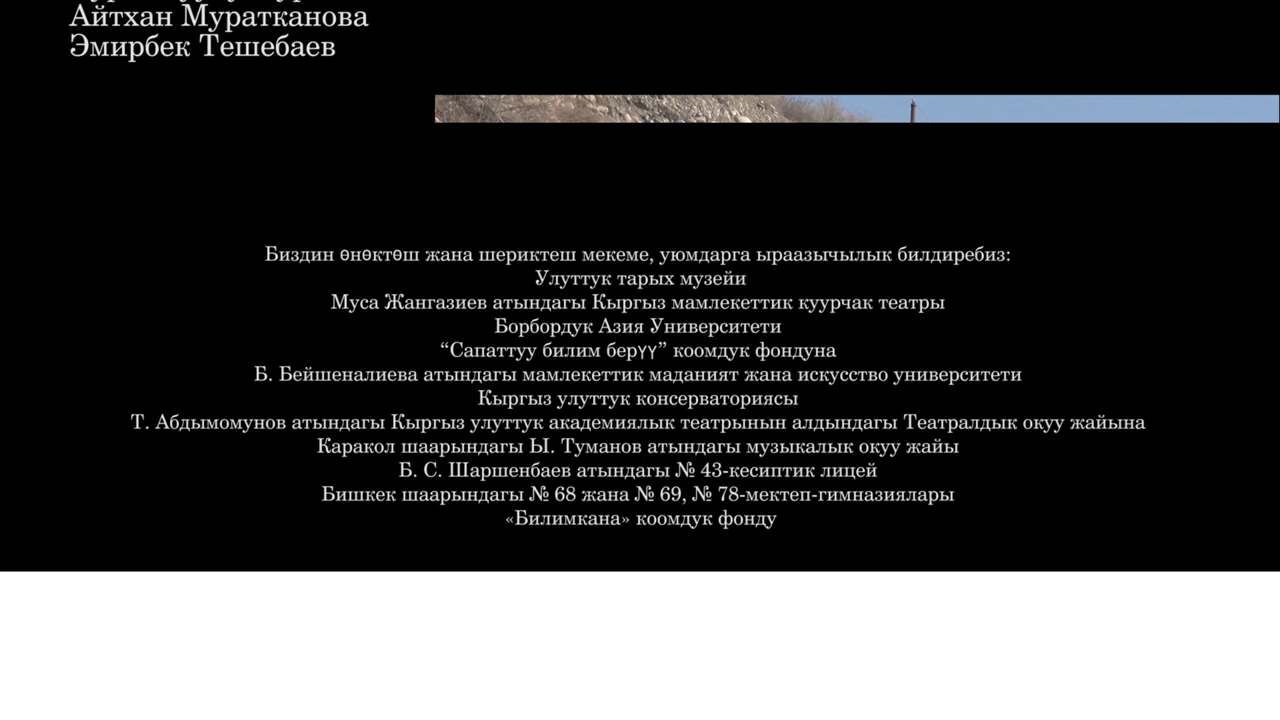 Айтхан Муратканова
Эмирбек Тешебаев
Биздин өнөктөш жана шериктеш мекеме, уюмдарга ыраазычылык билдиребиз:
Улуттук тарых музейи
Муса Жангазиев атындагы Кыргыз мамлекеттик куурчак театры
Борбордук Азия Университети
“Сапаттуу билим берүү” коомдук фондуна
Б. Бейшеналиева атындагы мамлекеттик маданият жана искусство университети
Кыргыз улуттук консерваториясы
Т. Абдымомунов атындагы Кыргыз улуттук академиялык театрынын алдындагы Театралдык окуу жайына
Каракол шаарындагы Ы. Туманов атындагы музыкалык окуу жайы
Б. С. Шаршенбаев атындагы № 43-кесиптик лицей
Бишкек шаарындагы № 68 жана № 69, № 78-мектеп-гимназиялары
«Билимкана» коомдук фонду